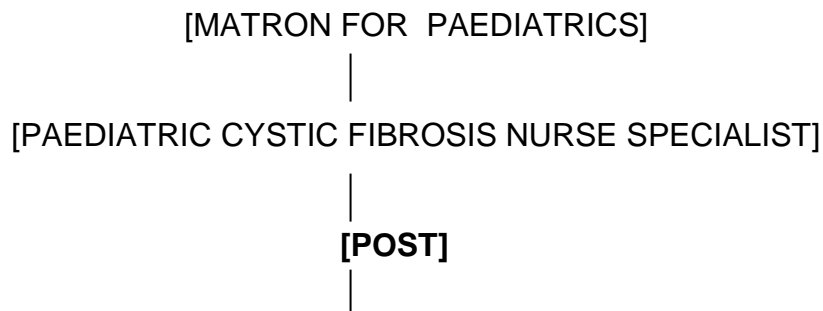 [MATRON FOR  PAEDIATRICS]
[PAEDIATRIC CYSTIC FIBROSIS NURSE SPECIALIST]
[POST]